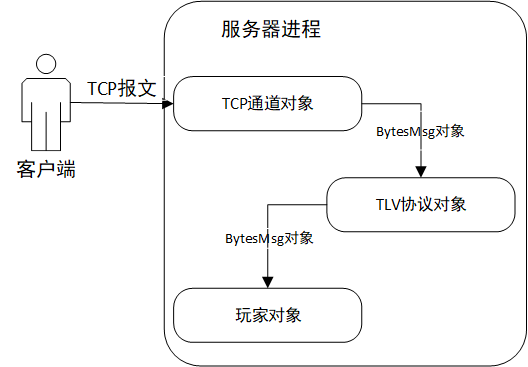 服务器进程
TCP报文
TCP通道对象
客户端
BytesMsg对象
TLV协议对象
BytesMsg对象
玩家对象